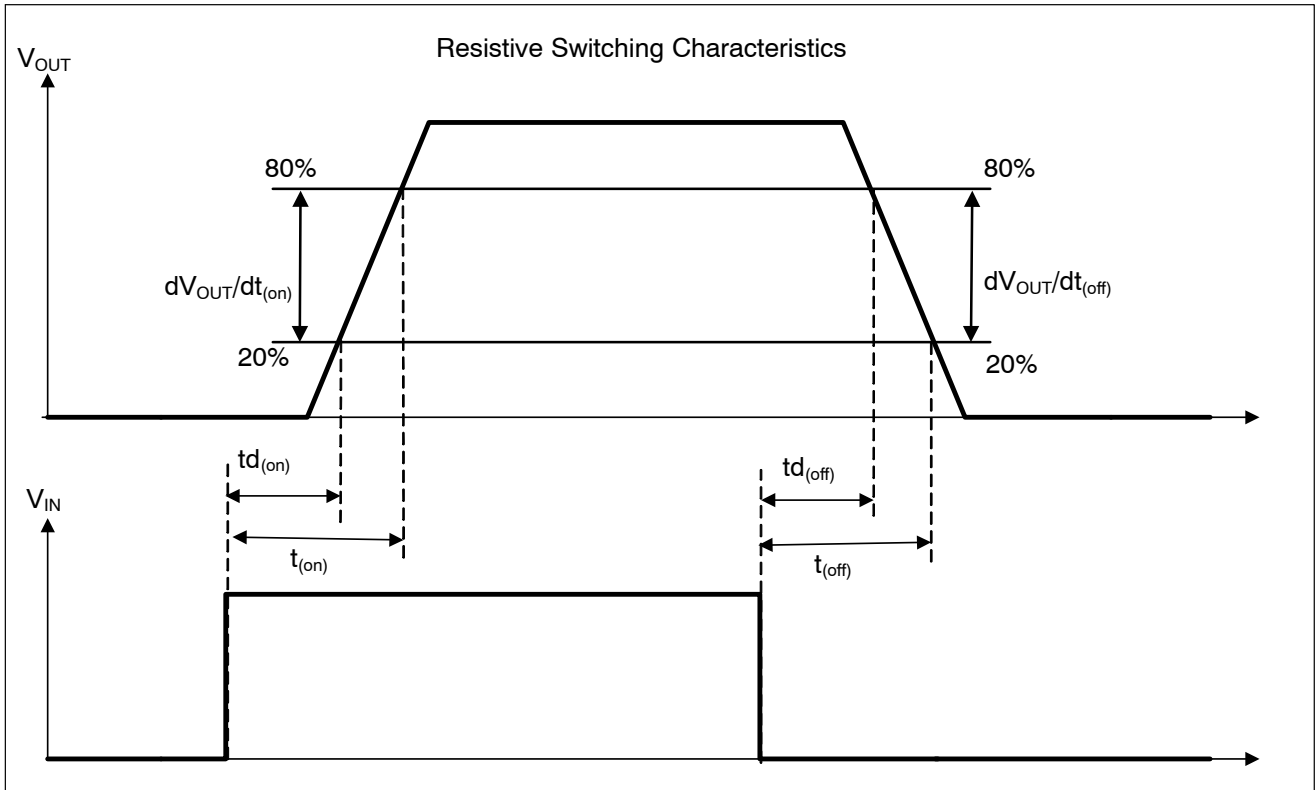 Resistive Switching Characteristics
V_OUT
80%
80%
dV_OUT/dt_(on)
dV_OUT/dt_(off)
20%
20%
td_(on)
td_(off)
V_IN
t_(on)
t_(off)